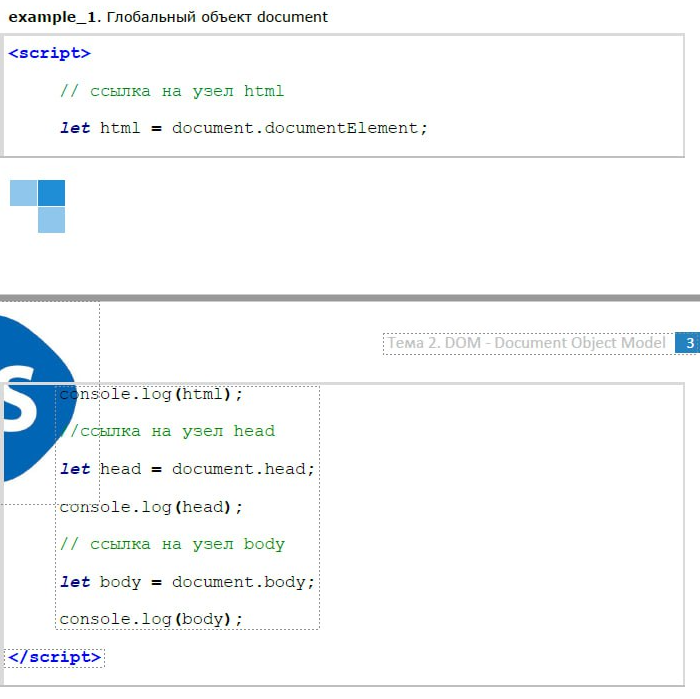 example_1. Глобальный объект document
<script>
// ссылка на узел html
let html = document.documentElement;
Тема 2. DOM - Document Object Model 3
S
console.log(html);
//ссылка на узел head
let head = document.head;
console.log(head);
// ссылка на узел body
let body = document.body;
console.log(body);
</script>